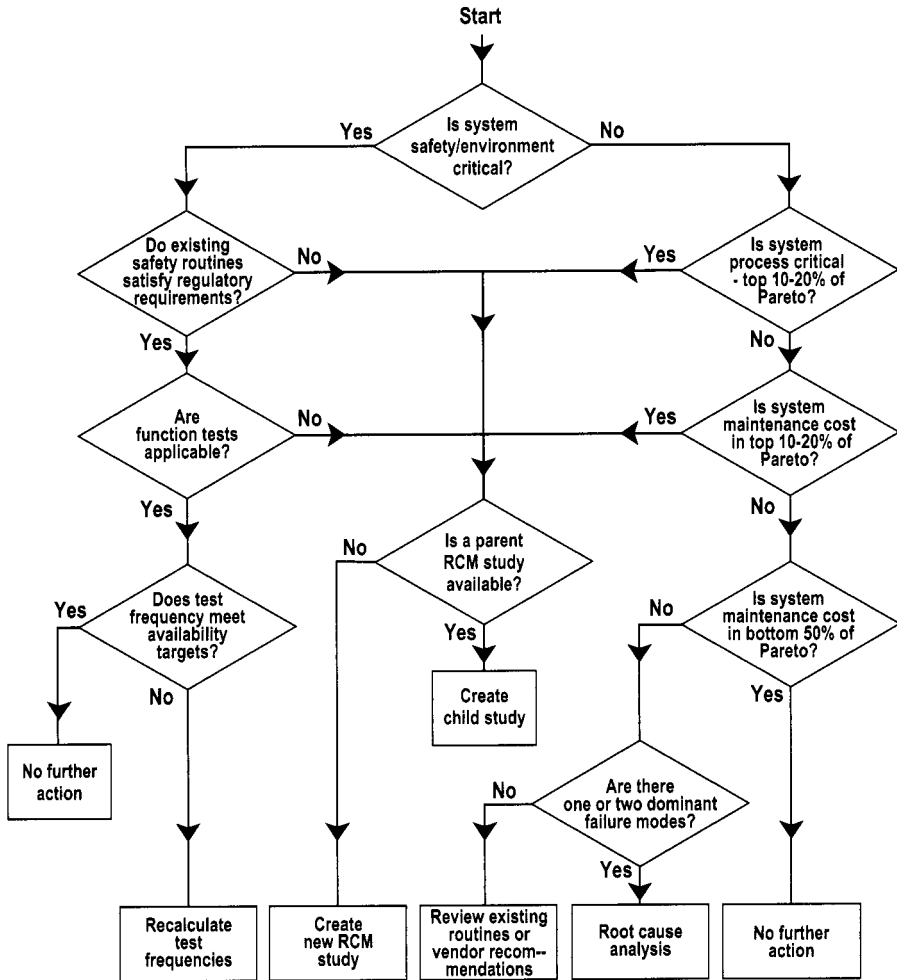 Start
Is system
safety/environment
critical?
Yes
No
Do existing
safety routines
satisfy regulatory
requirements?
No
Yes
Is system
process critical
- top 10-20% of
Pareto?
Yes
No
Are
function tests
applicable?
No
Yes
Is system
maintenance cost
in top 10-20% of
Pareto?
Yes
No
Is a parent
RCM study
available?
No
Yes
Does test
frequency meet
availability
targets?
Yes
No
Is system
maintenance cost
in bottom 50% of
Pareto?
No
Yes
Create
child study
No further
action
Are there
one or two dominant
failure modes?
No
Yes
Recalculate
test
frequencies
Create
new RCM
study
Review existing
routines or
vendor recom--
mendations
Root cause
analysis
No further
action